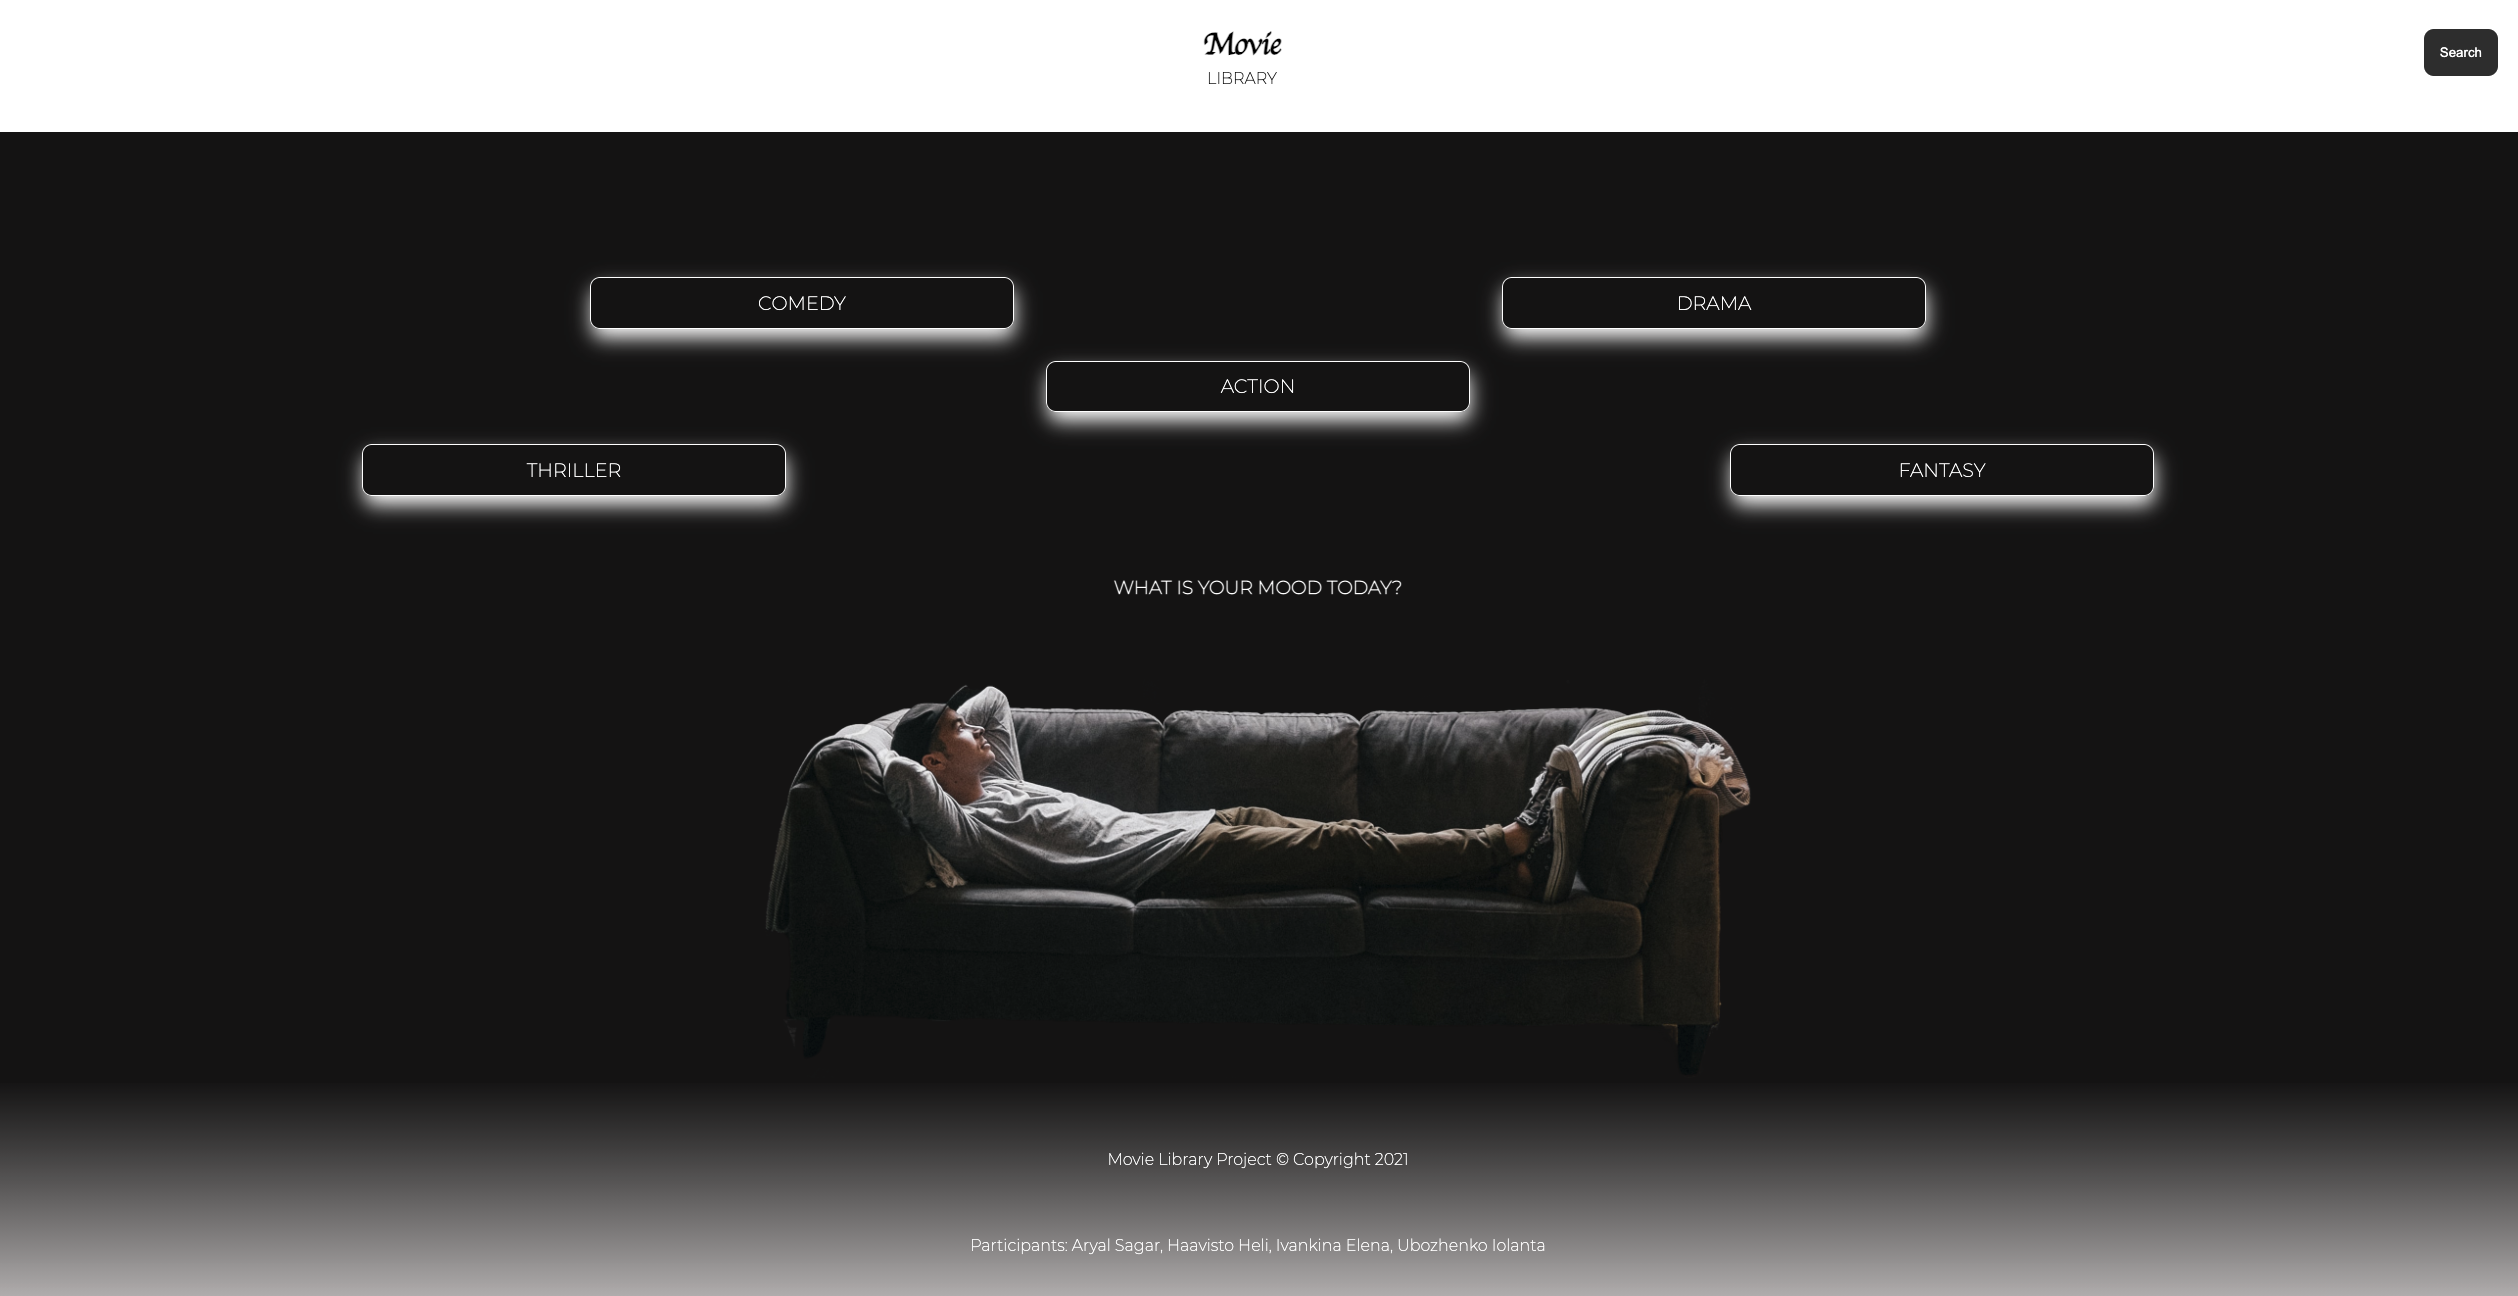 Movie
LIBRARY
Search
COMEDY
DRAMA
ACTION
THRILLER
FANTASY
WHAT IS YOUR MOOD TODAY?
Movie Library Project © Copyright 2021
Participants: Aryal Sagar, Haavisto Heli, Ivankina Elena, Ubozhenko Iolanta